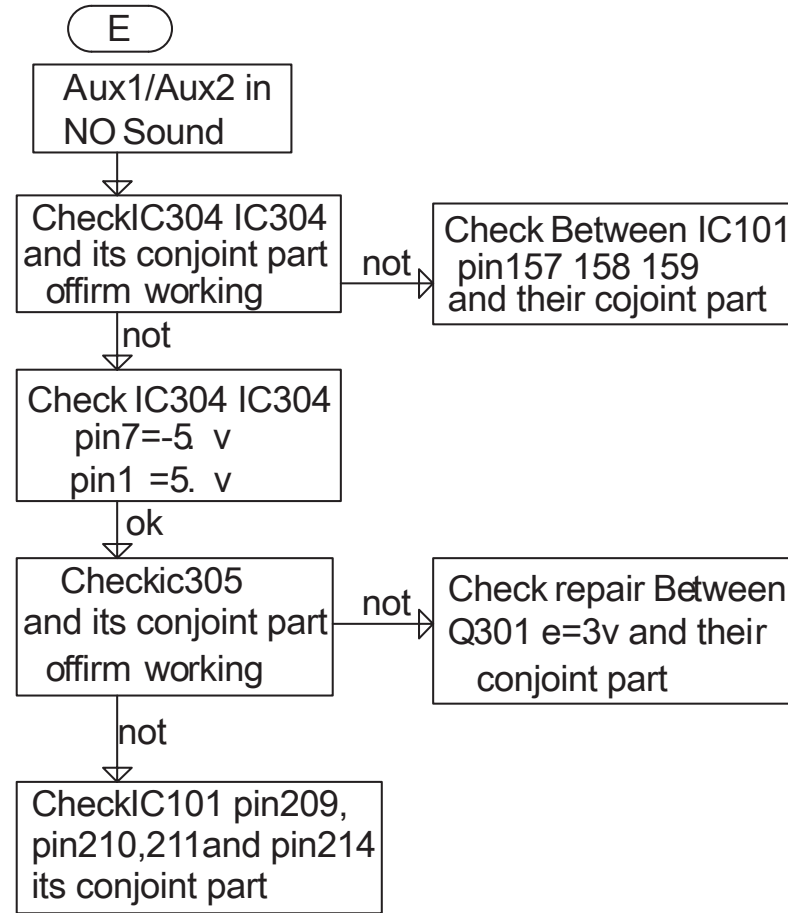 E
Aux1/Aux2 in
NO Sound
CheckIC304 IC304
and its conjoint part
offirm working
not
Check Between IC101
pin157 158 159
and their cojoint part
not
Check IC304 IC304
pin7=-5. v
pin1 =5. v
ok
Checkic305
and its conjoint part
offirm working
not
Check repair Between
Q301 e=3v and their
conjoint part
not
CheckIC101 pin209,
pin210,211and pin214
its conjoint part